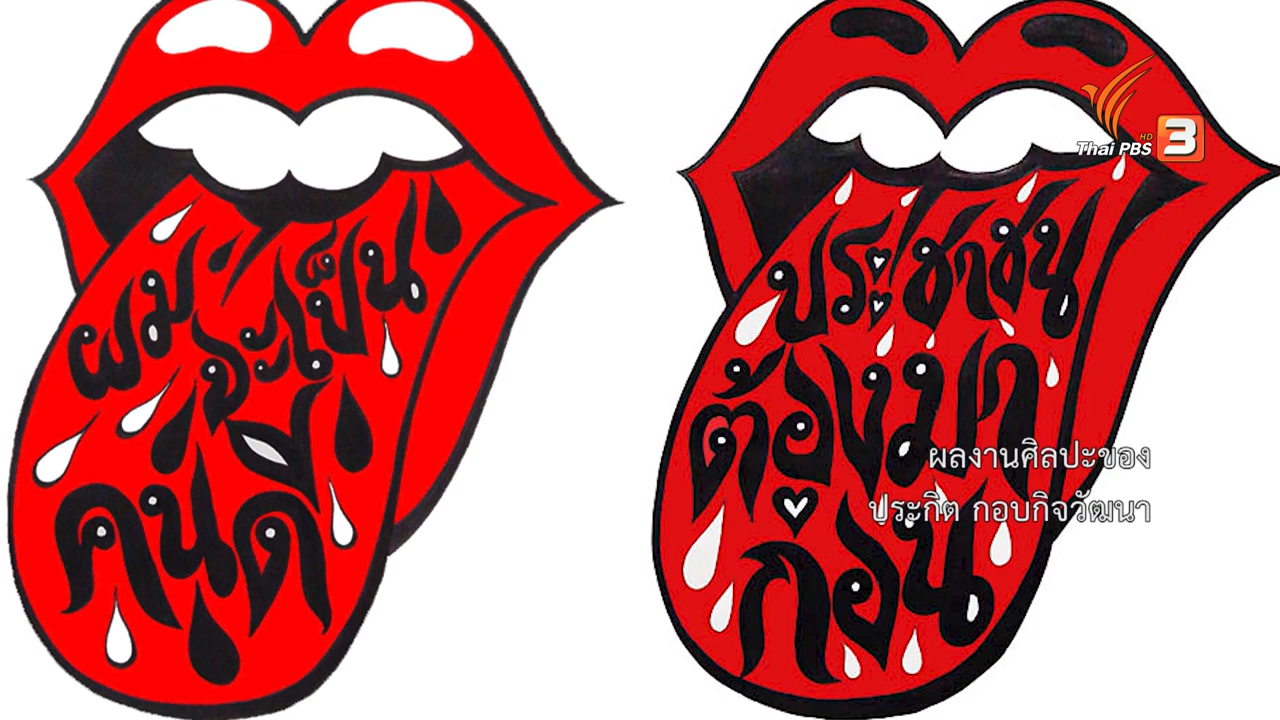 ผมจะเป็น
คนดี
ประชาชน
ต้องมา
ก่อน
HD
Thai PBS 3
ผลงานศิลปะของ
ประกิต กอบกิจวัฒนา